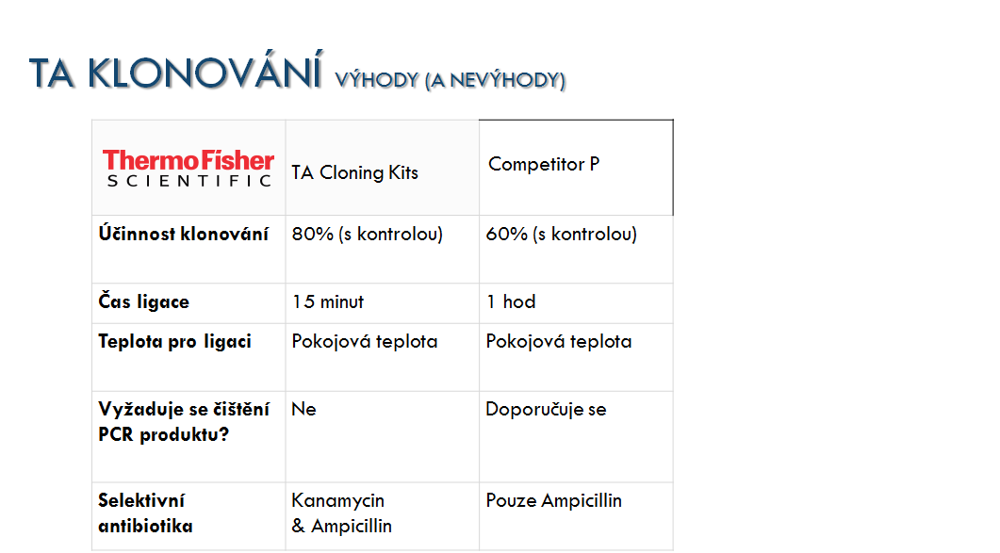 TA KLONOVÁNÍ VÝHODY (A NEVÝHODY)
ThermoFisher
SCIENTIFIC
TA Cloning Kits
Competitor P
Účinnost klonování
80% (s kontrolou)
60% (s kontrolou)
Čas ligace
15 minut
1 hod
Teplota pro ligaci
Pokojová teplota
Pokojová teplota
Vyžaduje se čištění
PCR produktu?
Ne
Doporučuje se
Selektivní
antibiotika
Kanamycin
& Ampicillin
Pouze Ampicillin